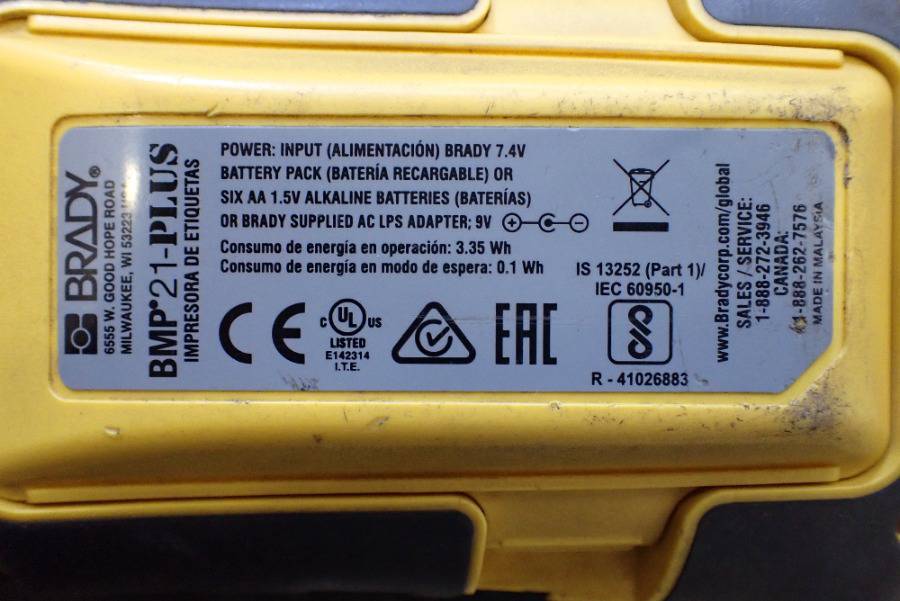 BRADY®
6555 W. GOOD HOPE ROAD
MILWAUKEE, WI 53223 USA
BMP®21-PLUS
IMPRESORA DE ETIQUETAS
POWER: INPUT (ALIMENTACIÓN) BRADY 7.4V
BATTERY PACK (BATERÍA RECARGABLE) OR
SIX AA 1.5V ALKALINE BATTERIES (BATERÍAS)
OR BRADY SUPPLIED AC LPS ADAPTER; 9V
Consumo de energía en operación: 3.35 Wh
Consumo de energía en modo de espera: 0.1 Wh
CE
C UL US
LISTED
E142314
I.T.E.
EAC
IS 13252 (Part 1)/
IEC 60950-1
R - 41026883
www.Bradycorp.com/global
SALES / SERVICE:
1-888-272-3946
CANADA:
1-888-262-7576
MADE IN MALAYSIA